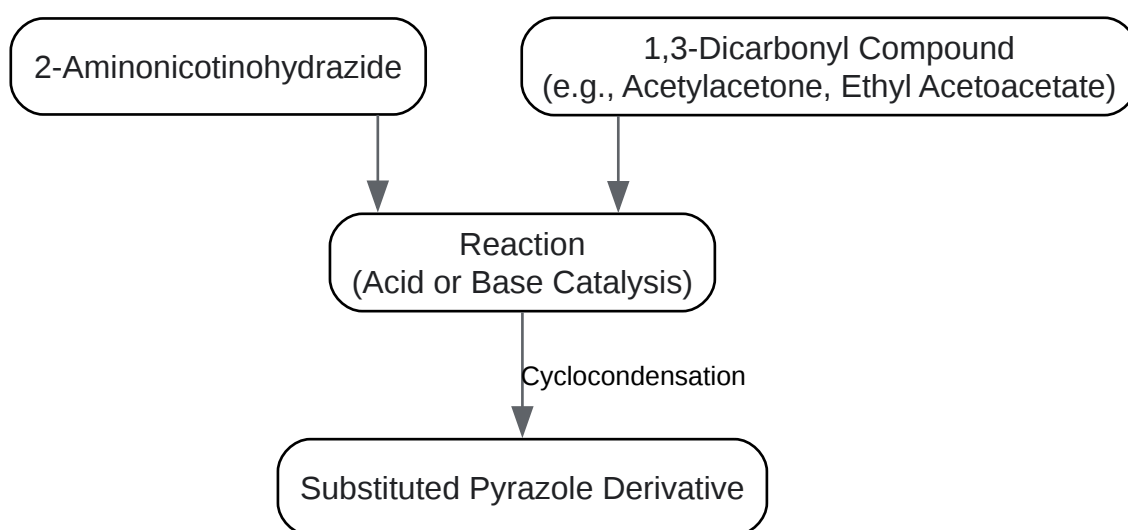 2-Aminonicotinohydrazide
1,3-Dicarbonyl Compound
(e.g., Acetylacetone, Ethyl Acetoacetate)
Reaction
(Acid or Base Catalysis)
Cyclocondensation
Substituted Pyrazole Derivative